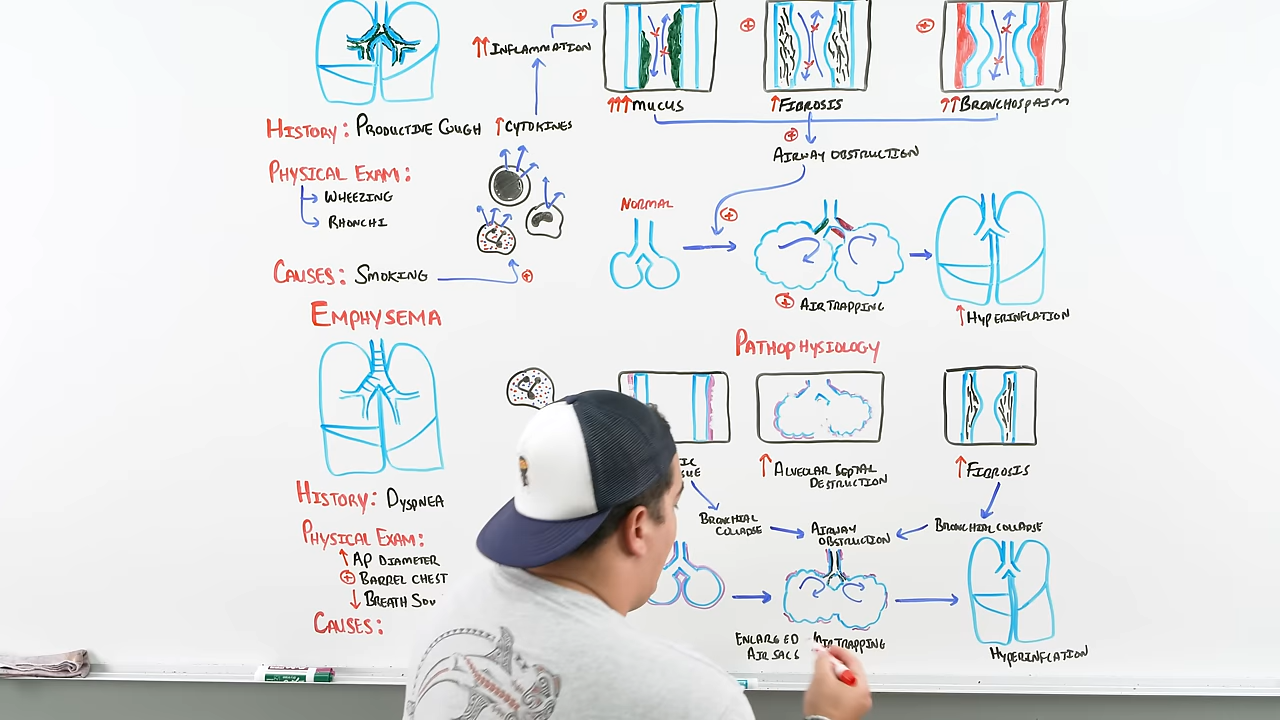 ↑↑ INFLAMMATION
↑↑↑ MUCUS
↑ FIBROSIS
↑↑ BRONCHOSPASM
HISTORY: PRODUCTIVE COUGH
↑ CYTOKINES
AIRWAY OBSTRUCTION
PHYSICAL EXAM:
WHEEZING
RHONCHI
NORMAL
CAUSES: SMOKING
AIR TRAPPING
↑ HYPERINFLATION
EMPHYSEMA
PATHOPHYSIOLOGY
↑ ALVEOLAR SEPTAL
DESTRUCTION
↑ FIBROSIS
HISTORY: DYSPNEA
BRONCHIAL
COLLAPSE
AIRWAY
OBSTRUCTION
BRONCHIAL COLLAPSE
PHYSICAL EXAM:
↑ AP DIAMETER
BARREL CHEST
↓ BREATH
CAUSES:
ENLARGED
AIR SACS
AIR TRAPPING
HYPERINFLATION